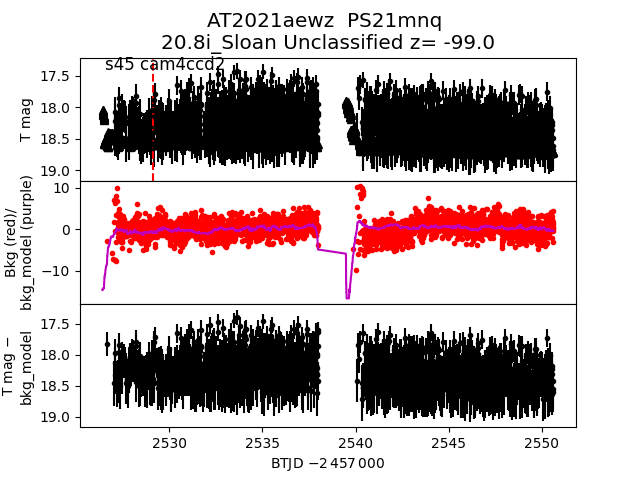 AT2021aewz  PS21mnq
20.8i_Sloan Unclassified z= -99.0
s45 cam4ccd2
17.5
18.0
18.5
19.0
T mag
10
0
−10
Bkg (red)/
bkg_model (purple)
17.5
18.0
18.5
19.0
T mag −
bkg_model
2530
2535
2540
2545
2550
BTJD −2 457 000